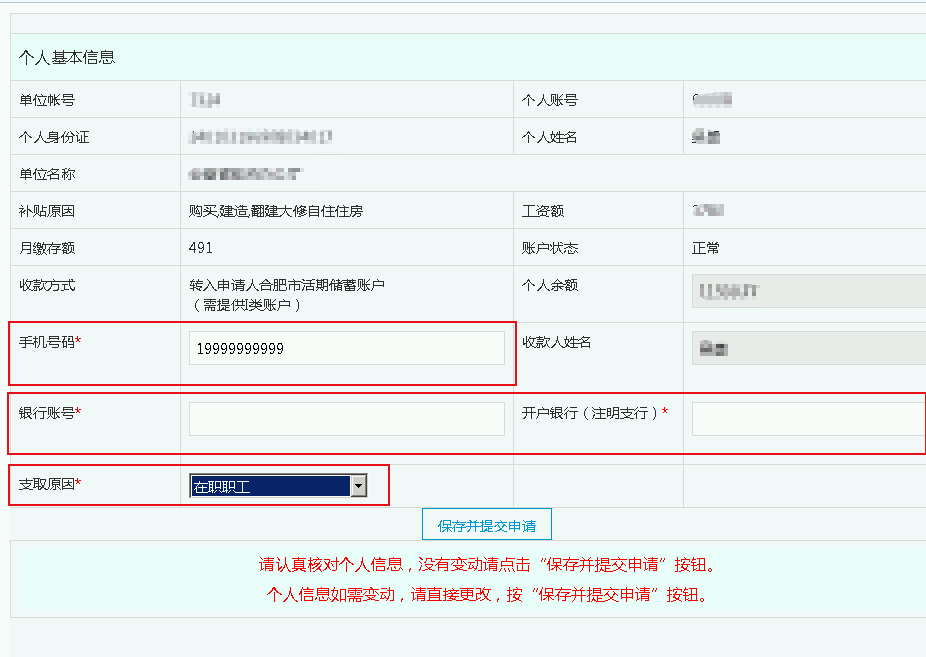 个人基本信息
单位帐号
个人账号
个人身份证
个人姓名
单位名称
补贴原因 购买,建造,翻建大修自住住房 工资额
月缴存额 491 账户状态 正常
收款方式 转入申请人合肥市活期储蓄账户 个人余额
（需提供I类账户）
手机号码* 19999999999 收款人姓名
银行账号* 开户银行（注明支行）*
支取原因* 在职职工
保存并提交申请
请认真核对个人信息，没有变动请点击“保存并提交申请”按钮。
个人信息如需变动，请直接更改，按“保存并提交申请”按钮。